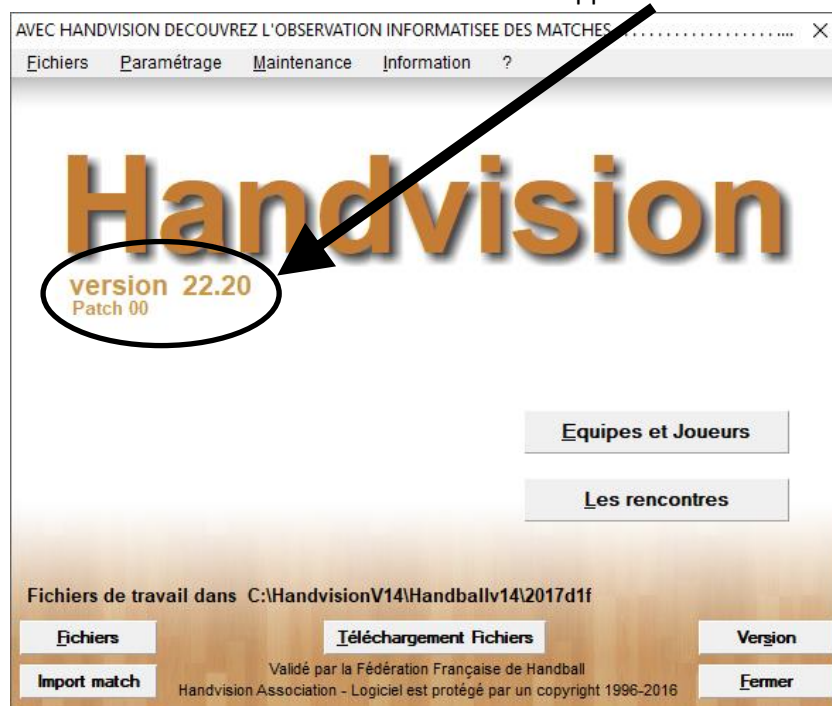 AVEC HANDVISION DECOUVREZ L'OBSERVATION INFORMATISEE DES MATCHES
Fichiers Paramétrage Maintenance Information ?
Handvision
version 22.20
Patch 00
Equipes et Joueurs
Les rencontres
Fichiers de travail dans C:\HandvisionV14\Handballv14\2017d1f
Fichiers Téléchargement Fichiers Version
Import match Validé par la Fédération Française de Handball Fermer
Handvision Association - Logiciel est protégé par un copyright 1996-2016